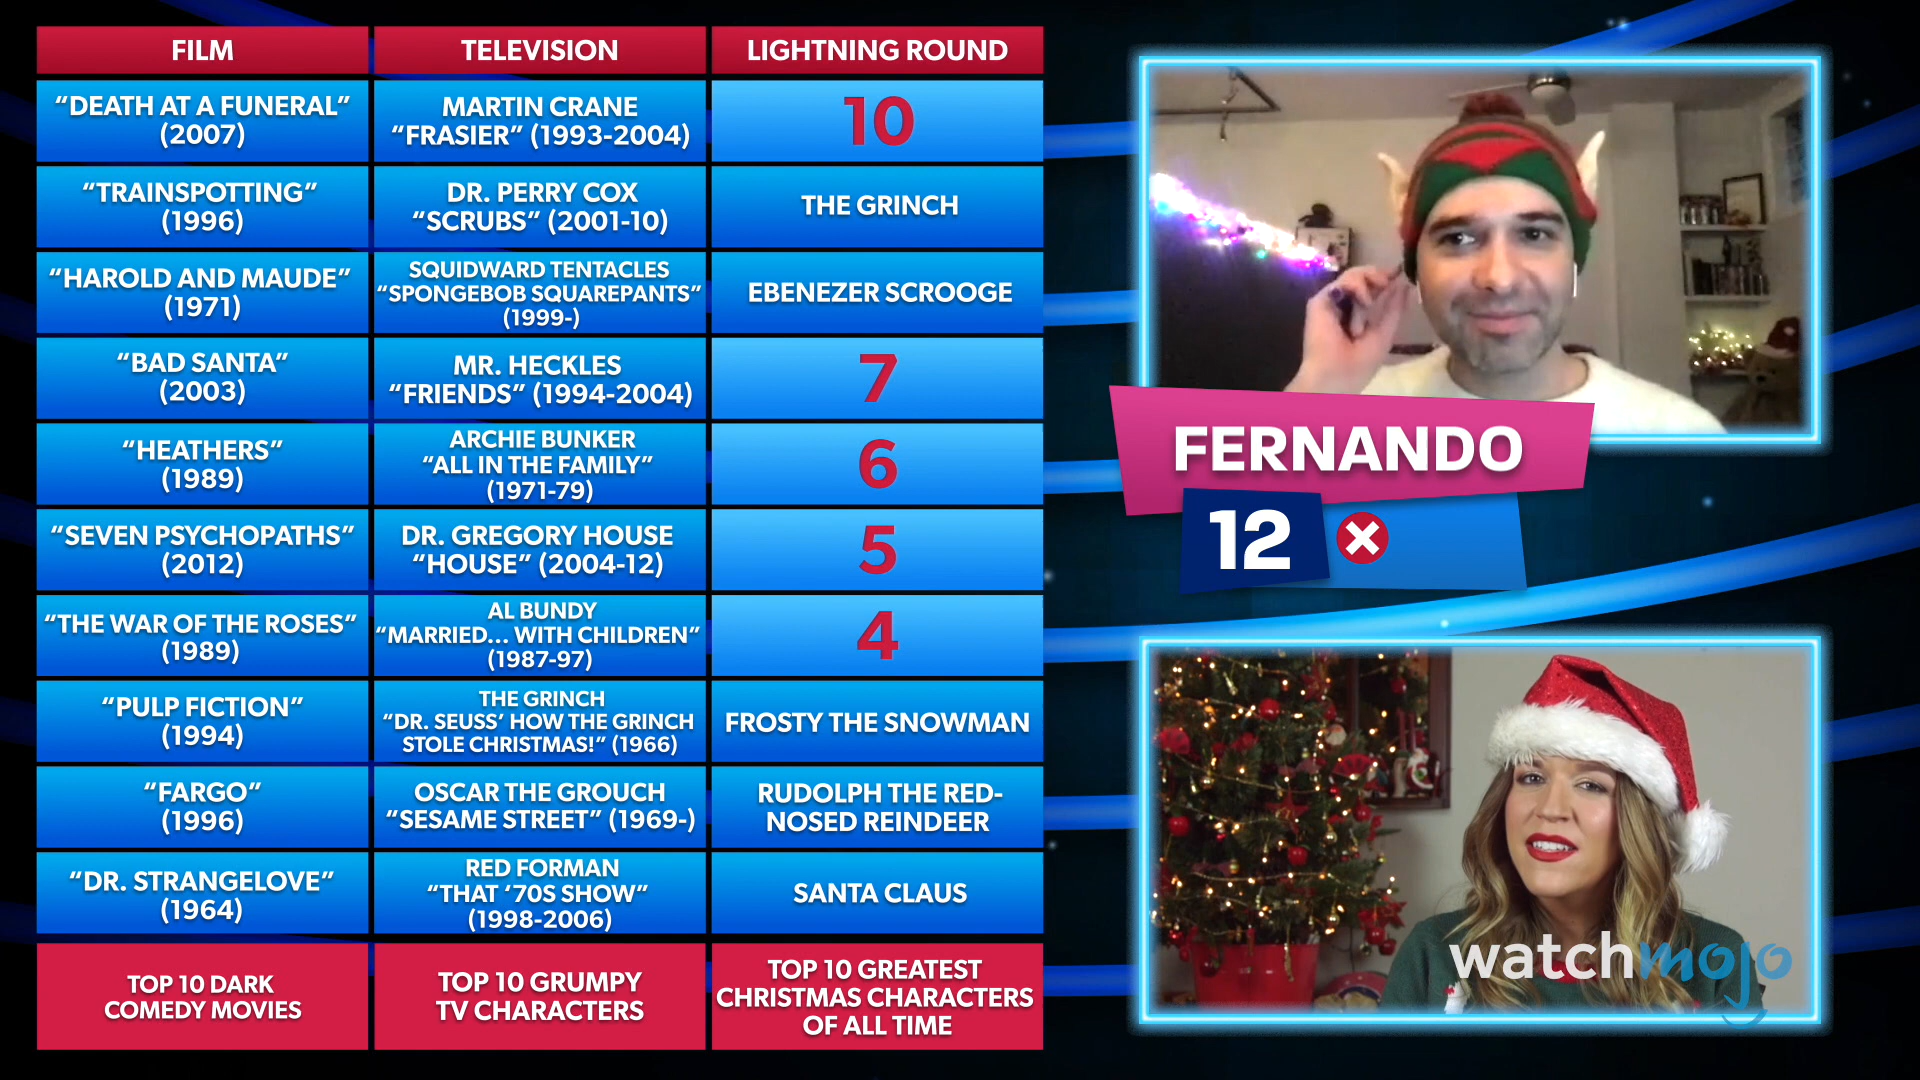 FILM
“DEATH AT A FUNERAL”
(2007)
“TRAINSPOTTING”
(1996)
“HAROLD AND MAUDE”
(1971)
“BAD SANTA”
(2003)
“HEATHERS”
(1989)
“SEVEN PSYCHOPATHS”
(2012)
“THE WAR OF THE ROSES”
(1989)
“PULP FICTION”
(1994)
“FARGO”
(1996)
“DR. STRANGELOVE”
(1964)
TOP 10 DARK
COMEDY MOVIES
TELEVISION
MARTIN CRANE
“FRASIER” (1993-2004)
DR. PERRY COX
“SCRUBS” (2001-10)
SQUIDWARD TENTACLES
“SPONGEBOB SQUAREPANTS”
(1999-)
MR. HECKLES
“FRIENDS” (1994-2004)
ARCHIE BUNKER
“ALL IN THE FAMILY”
(1971-79)
DR. GREGORY HOUSE
“HOUSE” (2004-12)
AL BUNDY
“MARRIED... WITH CHILDREN”
(1987-97)
THE GRINCH
“DR. SEUSS’ HOW THE GRINCH
STOLE CHRISTMAS!” (1966)
OSCAR THE GROUCH
“SESAME STREET” (1969-)
RED FORMAN
“THAT ‘70S SHOW”
(1998-2006)
TOP 10 GRUMPY
TV CHARACTERS
LIGHTNING ROUND
10
THE GRINCH
EBENEZER SCROOGE
7
6
5
4
FROSTY THE SNOWMAN
RUDOLPH THE RED-
NOSED REINDEER
SANTA CLAUS
TOP 10 GREATEST
CHRISTMAS CHARACTERS
OF ALL TIME
FERNANDO
12
watchmojo